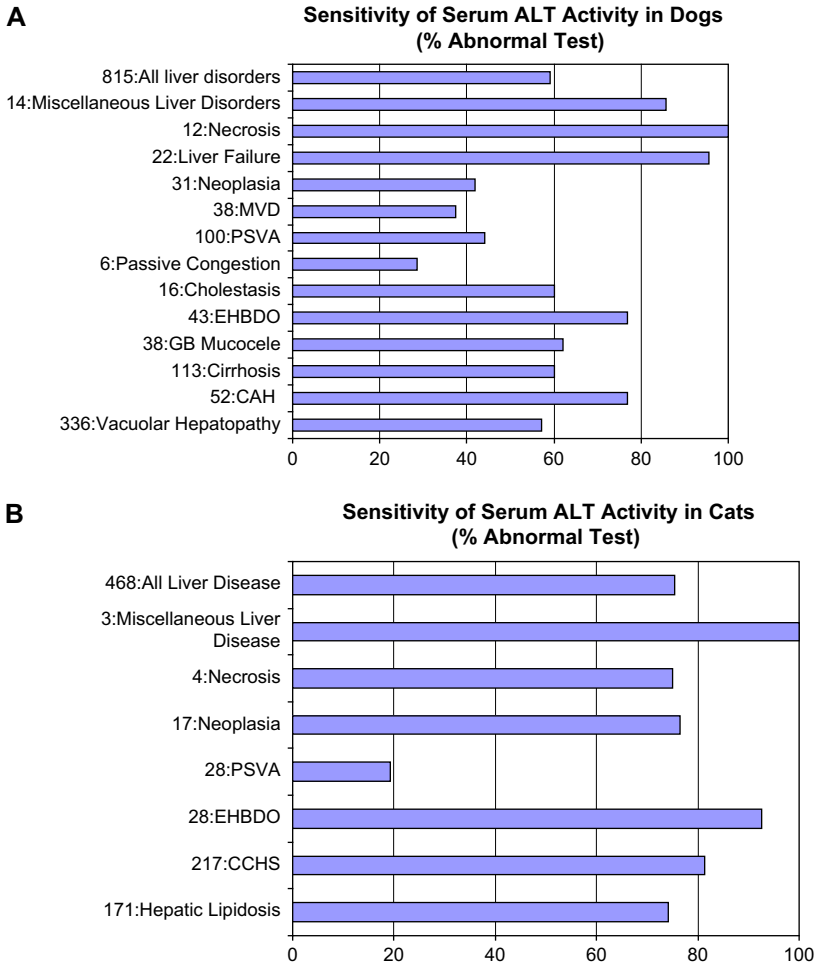 A
Sensitivity of Serum ALT Activity in Dogs
(% Abnormal Test)
815:All liver disorders
14:Miscellaneous Liver Disorders
12:Necrosis
22:Liver Failure
31:Neoplasia
38:MVD
100:PSVA
6:Passive Congestion
16:Cholestasis
43:EHBDO
38:GB Mucocele
113:Cirrhosis
52:CAH
336:Vacuolar Hepatopathy
0 20 40 60 80 100
B
Sensitivity of Serum ALT Activity in Cats
(% Abnormal Test)
468:All Liver Disease
3:Miscellaneous Liver
Disease
4:Necrosis
17:Neoplasia
28:PSVA
28:EHBDO
217:CCHS
171:Hepatic Lipidosis
0 20 40 60 80 100